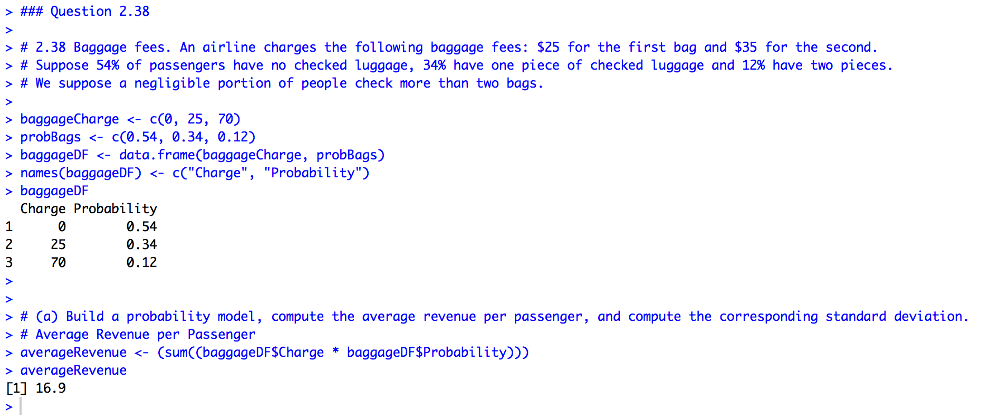 > ### Question 2.38
>
> # 2.38 Baggage fees. An airline charges the following baggage fees: $25 for the first bag and $35 for the second.
> # Suppose 54% of passengers have no checked luggage, 34% have one piece of checked luggage and 12% have two pieces.
> # We suppose a negligible portion of people check more than two bags.
>
> baggageCharge <- c(0, 25, 70)
> probBags <- c(0.54, 0.34, 0.12)
> baggageDF <- data.frame(baggageCharge, probBags)
> names(baggageDF) <- c("Charge", "Probability")
> baggageDF
  Charge Probability
1      0        0.54
2     25        0.34
3     70        0.12
>
>
> # (a) Build a probability model, compute the average revenue per passenger, and compute the corresponding standard deviation.
> # Average Revenue per Passenger
> averageRevenue <- (sum((baggageDF$Charge * baggageDF$Probability)))
> averageRevenue
[1] 16.9
>